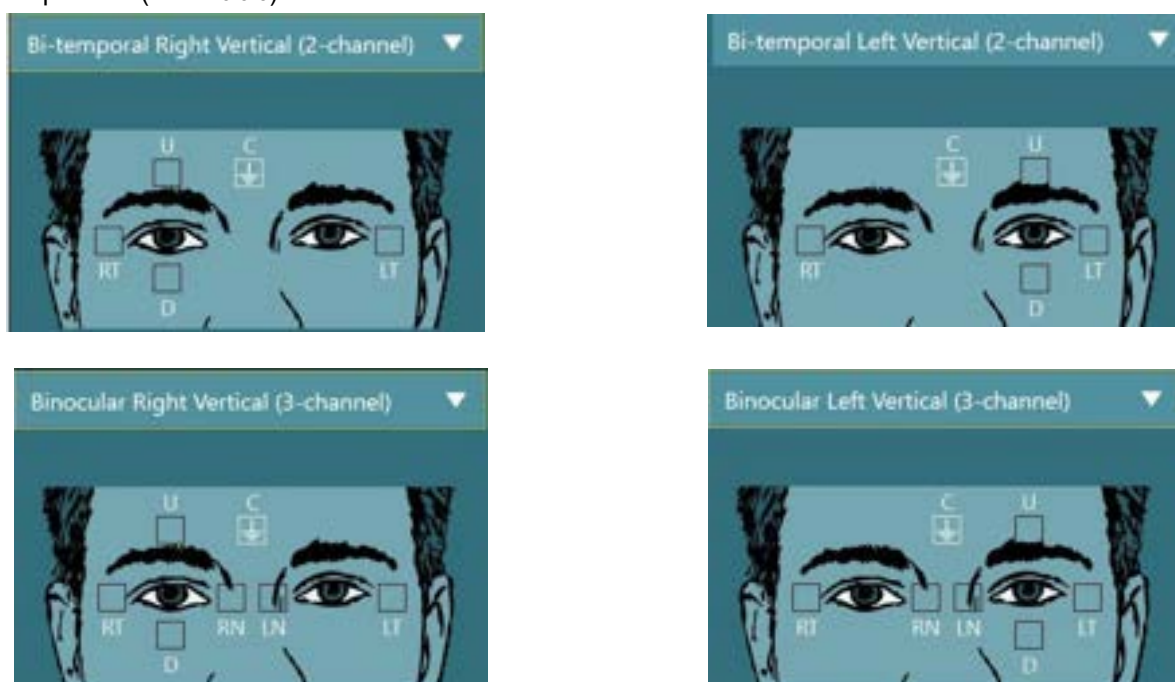 Bi-temporal Right Vertical (2-channel)
U C
RT LT
D
Bi-temporal Left Vertical (2-channel)
C U
RT LT
D
Binocular Right Vertical (3-channel)
U C
RT RN LN LT
D
Binocular Left Vertical (3-channel)
C U
RT RN LN LT
D